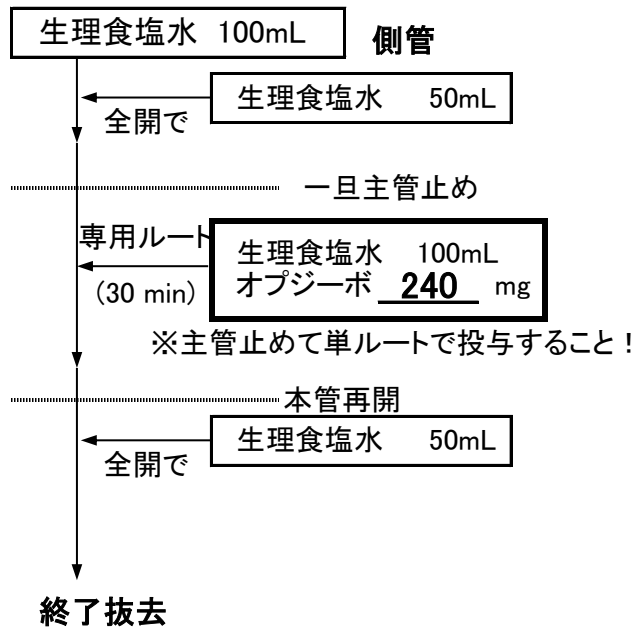 生理食塩水 100mL
側管
生理食塩水 50mL
全開で
一旦主管止め
専用ルート
生理食塩水 100mL
オプジーボ 240 mg
(30 min)
※主管止めて単ルートで投与すること！
本管再開
生理食塩水 50mL
全開で
終了抜去